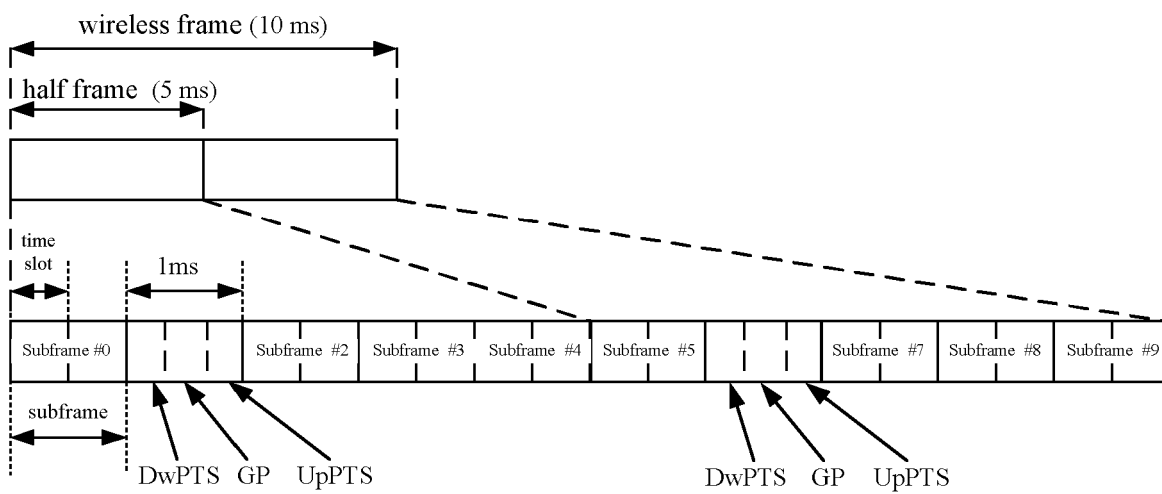 wireless frame (10 ms)
half frame (5 ms)
time
slot
1ms
Subframe #0
Subframe #2
Subframe #3
Subframe #4
Subframe #5
Subframe #7
Subframe #8
Subframe #9
subframe
DwPTS
GP
UpPTS
DwPTS
GP
UpPTS